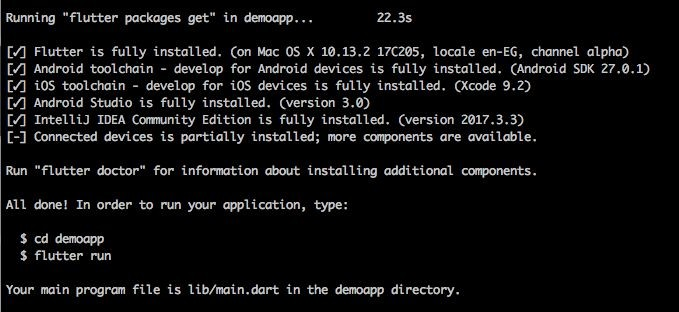 Running "flutter packages get" in demoapp... 22.3s
[✓] Flutter is fully installed. (on Mac OS X 10.13.2 17C205, locale en-EG, channel alpha)
[✓] Android toolchain - develop for Android devices is fully installed. (Android SDK 27.0.1)
[✓] iOS toolchain - develop for iOS devices is fully installed. (Xcode 9.2)
[✓] Android Studio is fully installed. (version 3.0)
[✓] IntelliJ IDEA Community Edition is fully installed. (version 2017.3.3)
[-] Connected devices is partially installed; more components are available.
Run "flutter doctor" for information about installing additional components.
All done! In order to run your application, type:
$ cd demoapp
$ flutter run
Your main program file is lib/main.dart in the demoapp directory.